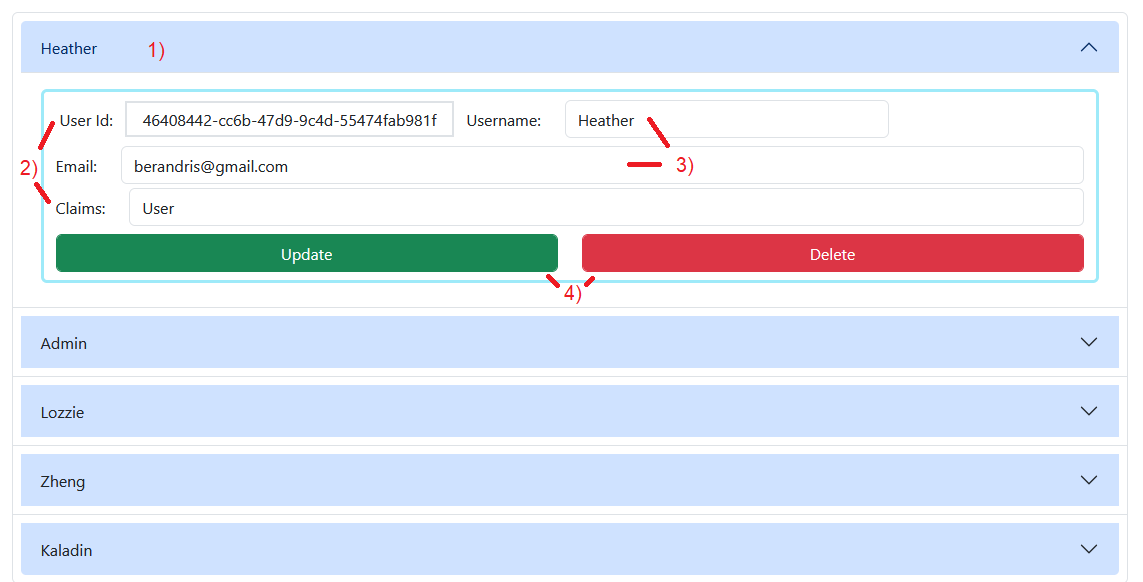 Heather 1)
User Id: 46408442-cc6b-47d9-9c4d-55474fab981f Username: Heather
2) Email: berandris@gmail.com 3)
Claims: User
Update Delete
4)
Admin
Lozzie
Zheng
Kaladin